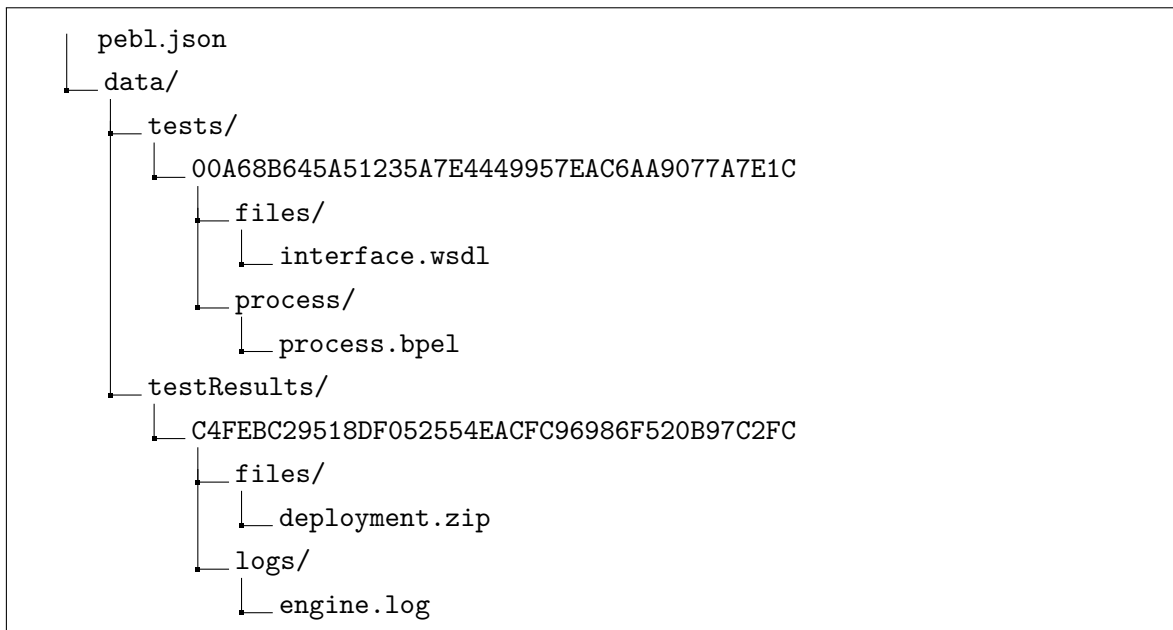 pebl.json
data/
tests/
00A68B645A51235A7E4449957EAC6AA9077A7E1C
files/
interface.wsdl
process/
process.bpel
testResults/
C4FEBC29518DF052554EACFC96986F520B97C2FC
files/
deployment.zip
logs/
engine.log